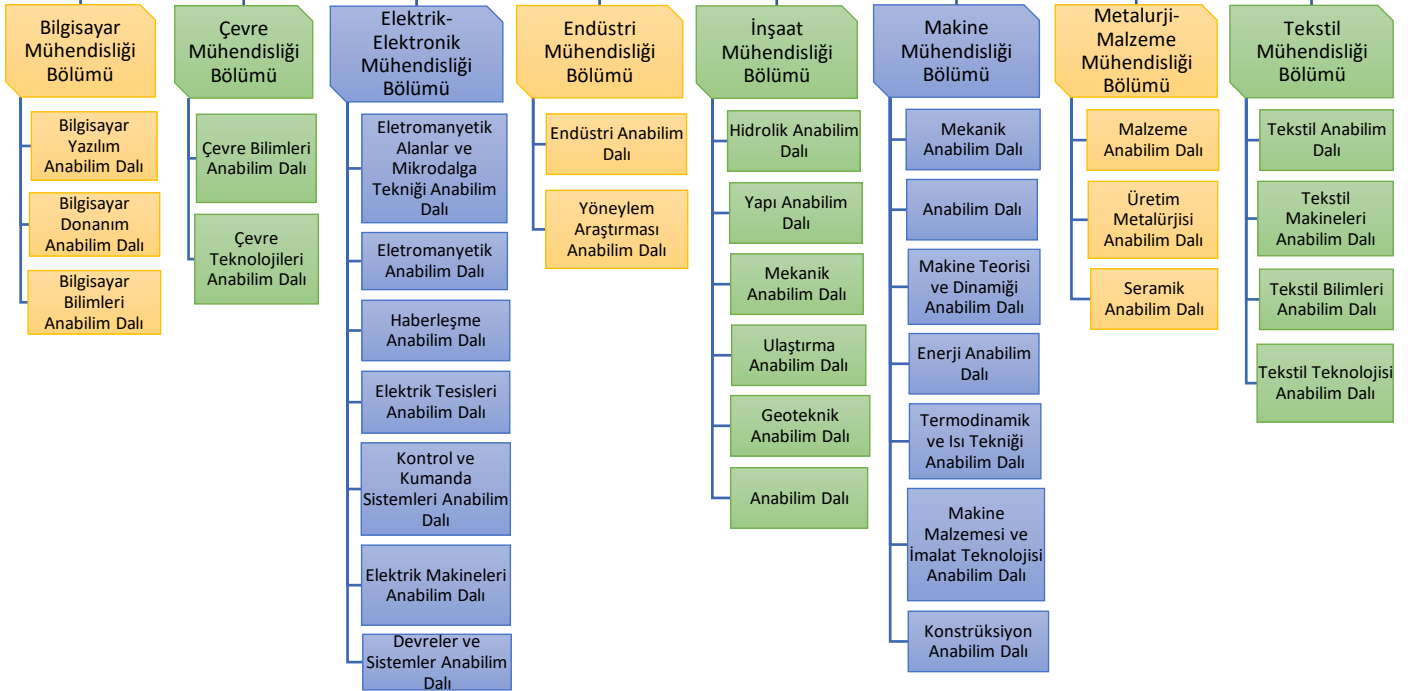 Bilgisayar
Mühendisliği
Bölümü
Bilgisayar
Yazılım
Anabilim Dalı
Bilgisayar
Donanım
Anabilim Dalı
Bilgisayar
Bilimleri
Anabilim Dalı
Çevre
Mühendisliği
Bölümü
Çevre Bilimleri
Anabilim Dalı
Çevre
Teknolojileri
Anabilim Dalı
Elektrik-
Elektronik
Mühendisliği
Bölümü
Eletromanyetik
Alanlar ve
Mikrodalga
Tekniği Anabilim
Dalı
Eletromanyetik
Anabilim Dalı
Haberleşme
Anabilim Dalı
Elektrik Tesisleri
Anabilim Dalı
Kontrol ve
Kumanda
Sistemleri Anabilim
Dalı
Elektrik Makineleri
Anabilim Dalı
Devreler ve
Sistemler Anabilim
Dalı
Endüstri
Mühendisliği
Bölümü
Endüstri Anabilim
Dalı
Yöneylem
Araştırması
Anabilim Dalı
İnşaat
Mühendisliği
Bölümü
Hidrolik Anabilim
Dalı
Yapı Anabilim
Dalı
Mekanik
Anabilim Dalı
Ulaştırma
Anabilim Dalı
Geoteknik
Anabilim Dalı
Anabilim Dalı
Makine
Mühendisliği
Bölümü
Mekanik
Anabilim Dalı
Anabilim Dalı
Makine Teorisi
ve Dinamiği
Anabilim Dalı
Enerji Anabilim
Dalı
Termodinamik
ve Isı Tekniği
Anabilim Dalı
Makine
Malzemesi ve
İmalat Teknolojisi
Anabilim Dalı
Konstrüksiyon
Anabilim Dalı
Metalurji-
Malzeme
Mühendisliği
Bölümü
Malzeme
Anabilim Dalı
Üretim
Metalürjisi
Anabilim Dalı
Seramik
Anabilim Dalı
Tekstil
Mühendisliği
Bölümü
Tekstil Anabilim
Dalı
Tekstil
Makineleri
Anabilim Dalı
Tekstil Bilimleri
Anabilim Dalı
Tekstil Teknolojisi
Anabilim Dalı